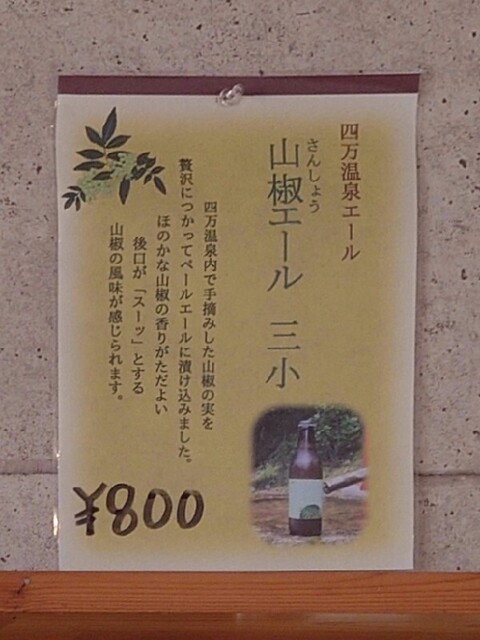 四万温泉エール
さんしょう
山椒エール 三小
四万温泉内で手摘みした山椒の実を
贅沢につかってペールエールに漬け込みました。
ほのかな山椒の香りがただよい
後口が「スーッ」とする
山椒の風味が感じられます。
¥800